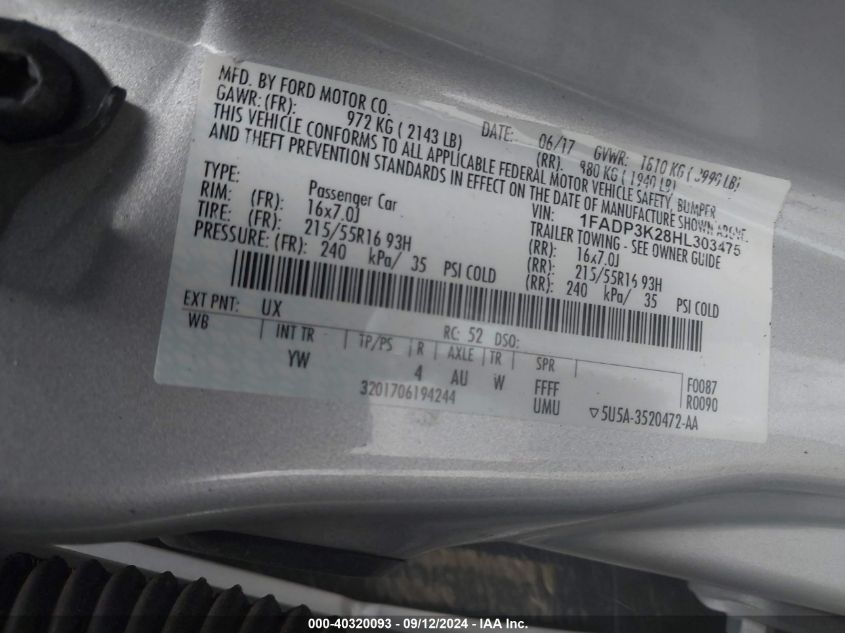 MFD. BY FORD MOTOR CO.
DATE: 06/17 GVWR: 1810 KG ( 3999 LB)
GAWR: (FR): 972 KG ( 2143 LB) (RR): 880 KG ( 1940 LB)
THIS VEHICLE CONFORMS TO ALL APPLICABLE FEDERAL MOTOR VEHICLE SAFETY, BUMPER
AND THEFT PREVENTION STANDARDS IN EFFECT ON THE DATE OF MANUFACTURE SHOWN ABOVE.
VIN: 1FADP3K28HL303475
TYPE: Passenger Car TRAILER TOWING - SEE OWNER GUIDE
RIM: (FR): 16x7.0J (RR): 16x7.0J
TIRE: (FR): 215/55R16 93H (RR): 215/55R16 93H
PRESSURE: (FR): 240 kPa/ 35 PSI COLD (RR): 240 kPa/ 35 PSI COLD
EXT PNT: UX RC: 52 DSO:
WB INT TR TP/PS R AXLE TR SPR
YW 4 AU W FFFF F0087
UMU R0090
3201706194244 5U5A-3520472-AA
000-40320093 - 09/12/2024 - IAA Inc.